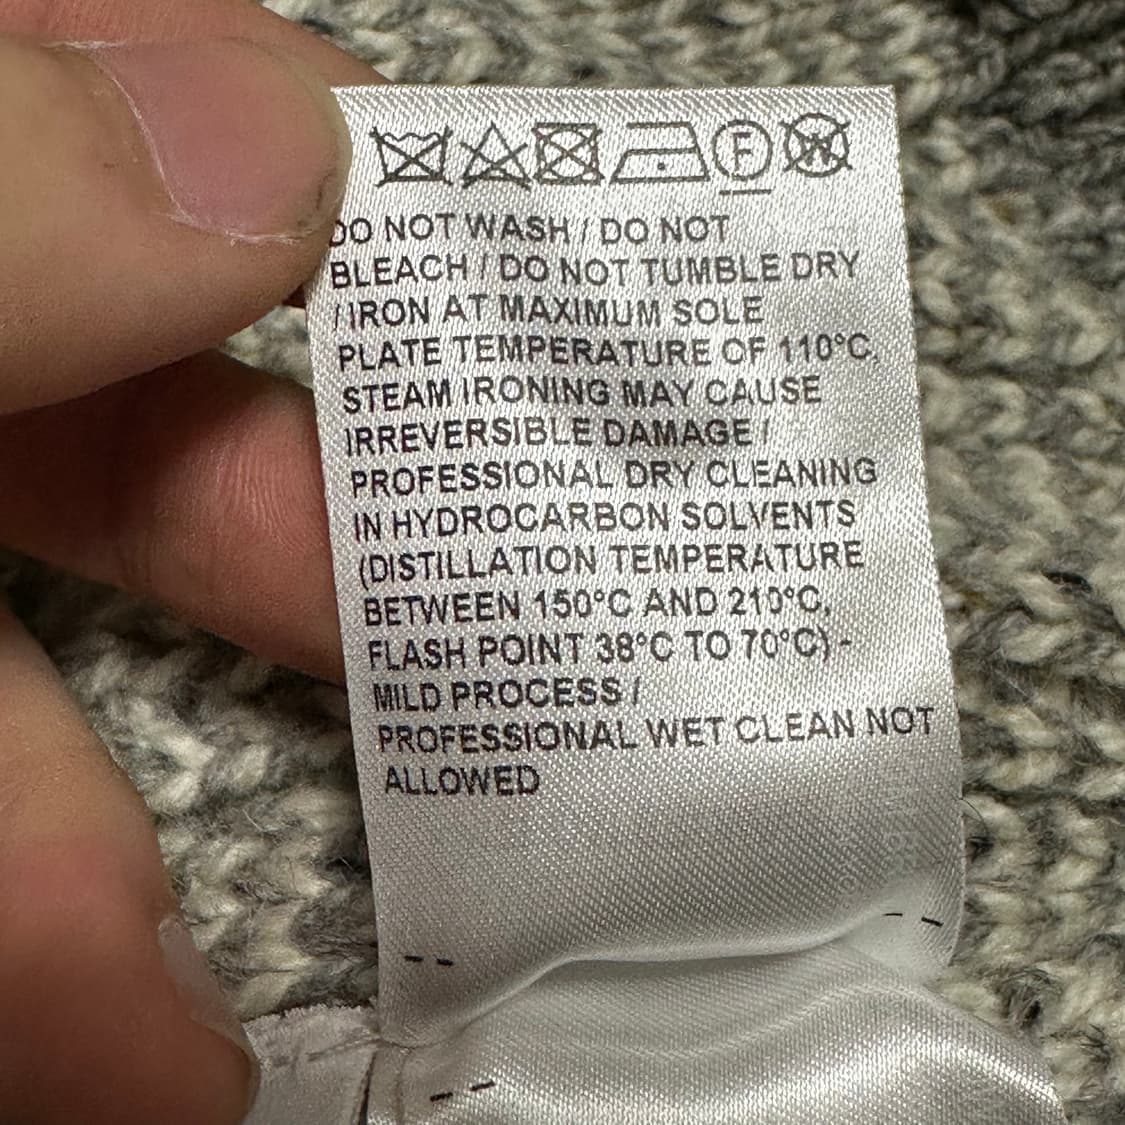 F W
DO NOT WASH / DO NOT
BLEACH / DO NOT TUMBLE DRY
/ IRON AT MAXIMUM SOLE
PLATE TEMPERATURE OF 110°C,
STEAM IRONING MAY CAUSE
IRREVERSIBLE DAMAGE /
PROFESSIONAL DRY CLEANING
IN HYDROCARBON SOLVENTS
(DISTILLATION TEMPERATURE
BETWEEN 150°C AND 210°C,
FLASH POINT 38°C TO 70°C) -
MILD PROCESS /
PROFESSIONAL WET CLEAN NOT
ALLOWED